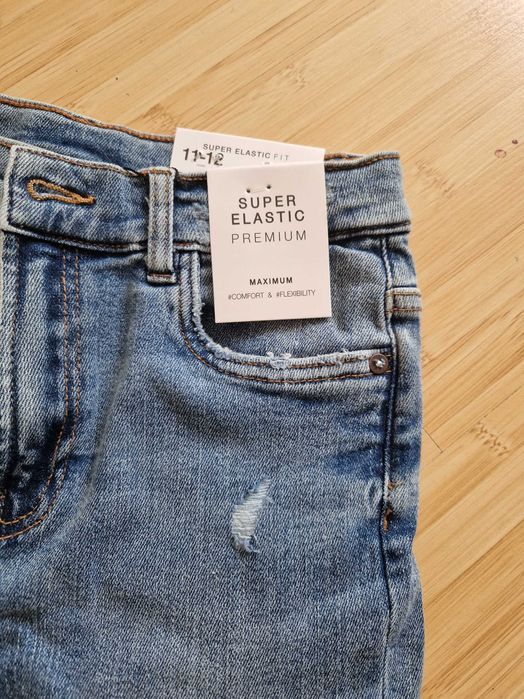 SUPER ELASTIC FIT
11-12
SUPER
ELASTIC
PREMIUM
MAXIMUM
#COMFORT & #FLEXIBILITY